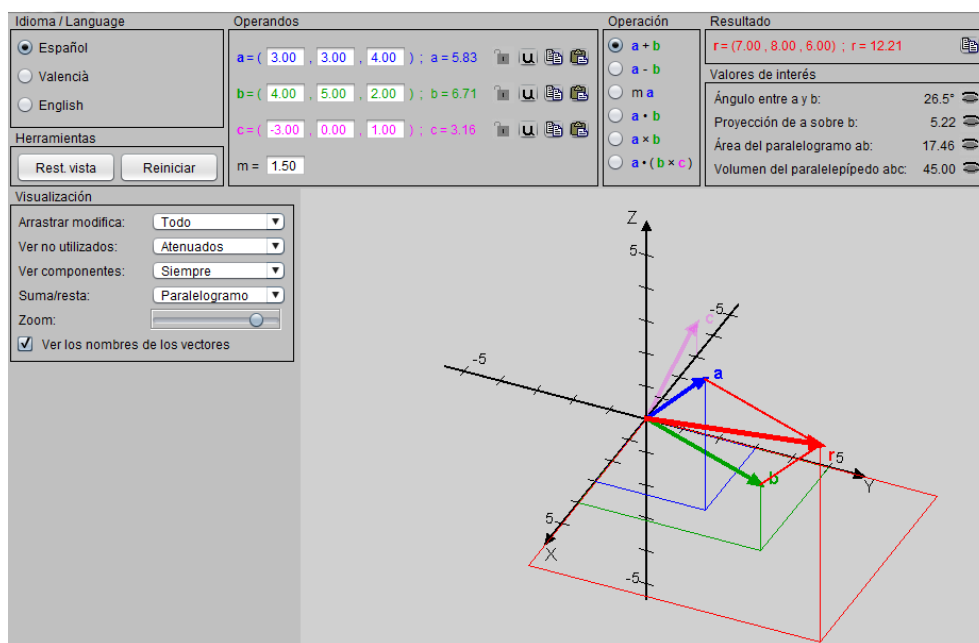 Idioma / Language
Español
Valencià
English
Herramientas
Rest. vista Reiniciar
Operandos
a = ( 3.00 , 3.00 , 4.00 ) ; a = 5.83 u
b = ( 4.00 , 5.00 , 2.00 ) ; b = 6.71 u
c = ( -3.00 , 0.00 , 1.00 ) ; c = 3.16 u
m = 1.50
Operación
a + b
a - b
m a
a • b
a × b
a • ( b × c )
Resultado
r = (7.00 , 8.00 , 6.00) ; r = 12.21
Valores de interés
Ángulo entre a y b: 26.5°
Proyección de a sobre b: 5.22
Área del paralelogramo ab: 17.46
Volumen del paralelepípedo abc: 45.00
Visualización
Arrastrar modifica: Todo
Ver no utilizados: Atenuados
Ver componentes: Siempre
Suma/resta: Paralelogramo
Zoom:
Ver los nombres de los vectores
Z
5
-5
c
-5
a
r
5
b
Y
5
X
-5